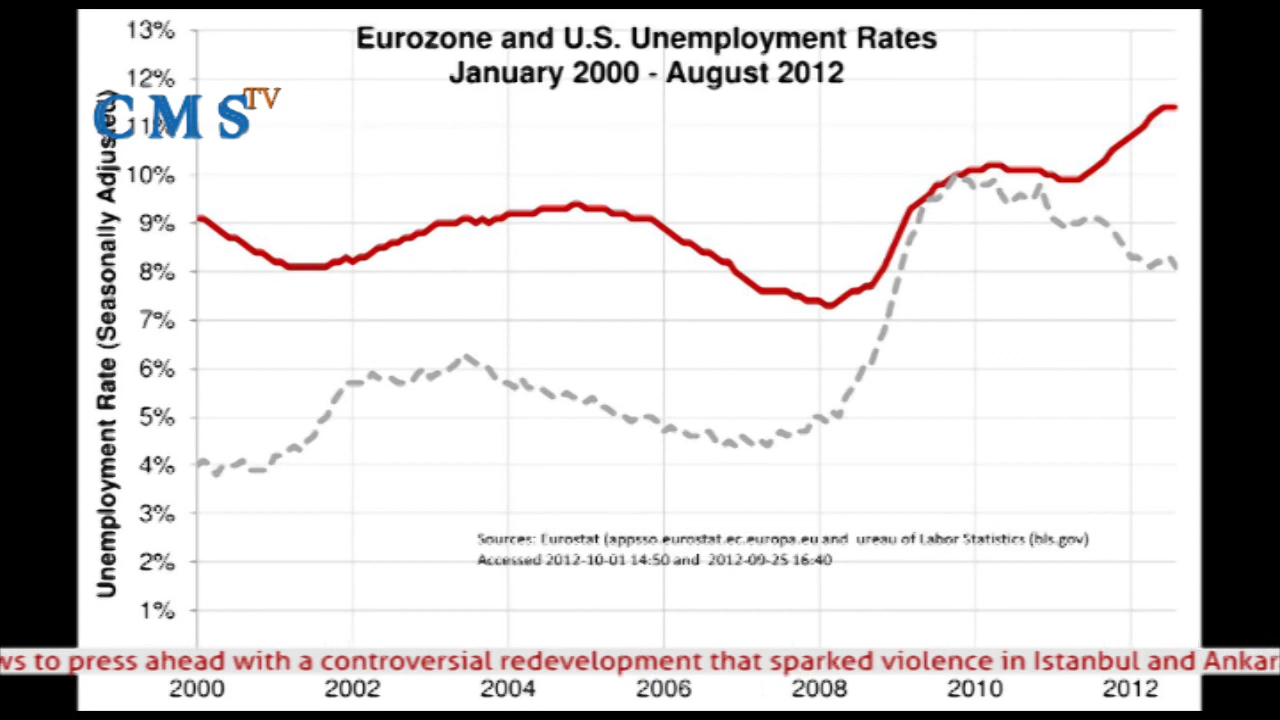 Eurozone and U.S. Unemployment Rates
January 2000 - August 2012
CMS TV
Unemployment Rate (Seasonally Adjusted)
13%
12%
11%
10%
9%
8%
7%
6%
5%
4%
3%
2%
1%
Sources: Eurostat (appsso.eurostat.ec.europa.eu and ureau of Labor Statistics (bls.gov)
Accessed 2012-10-01 14:50 and 2012-09-25 16:40
ws to press ahead with a controversial redevelopment that sparked violence in Istanbul and Ankar
2000 2002 2004 2006 2008 2010 2012